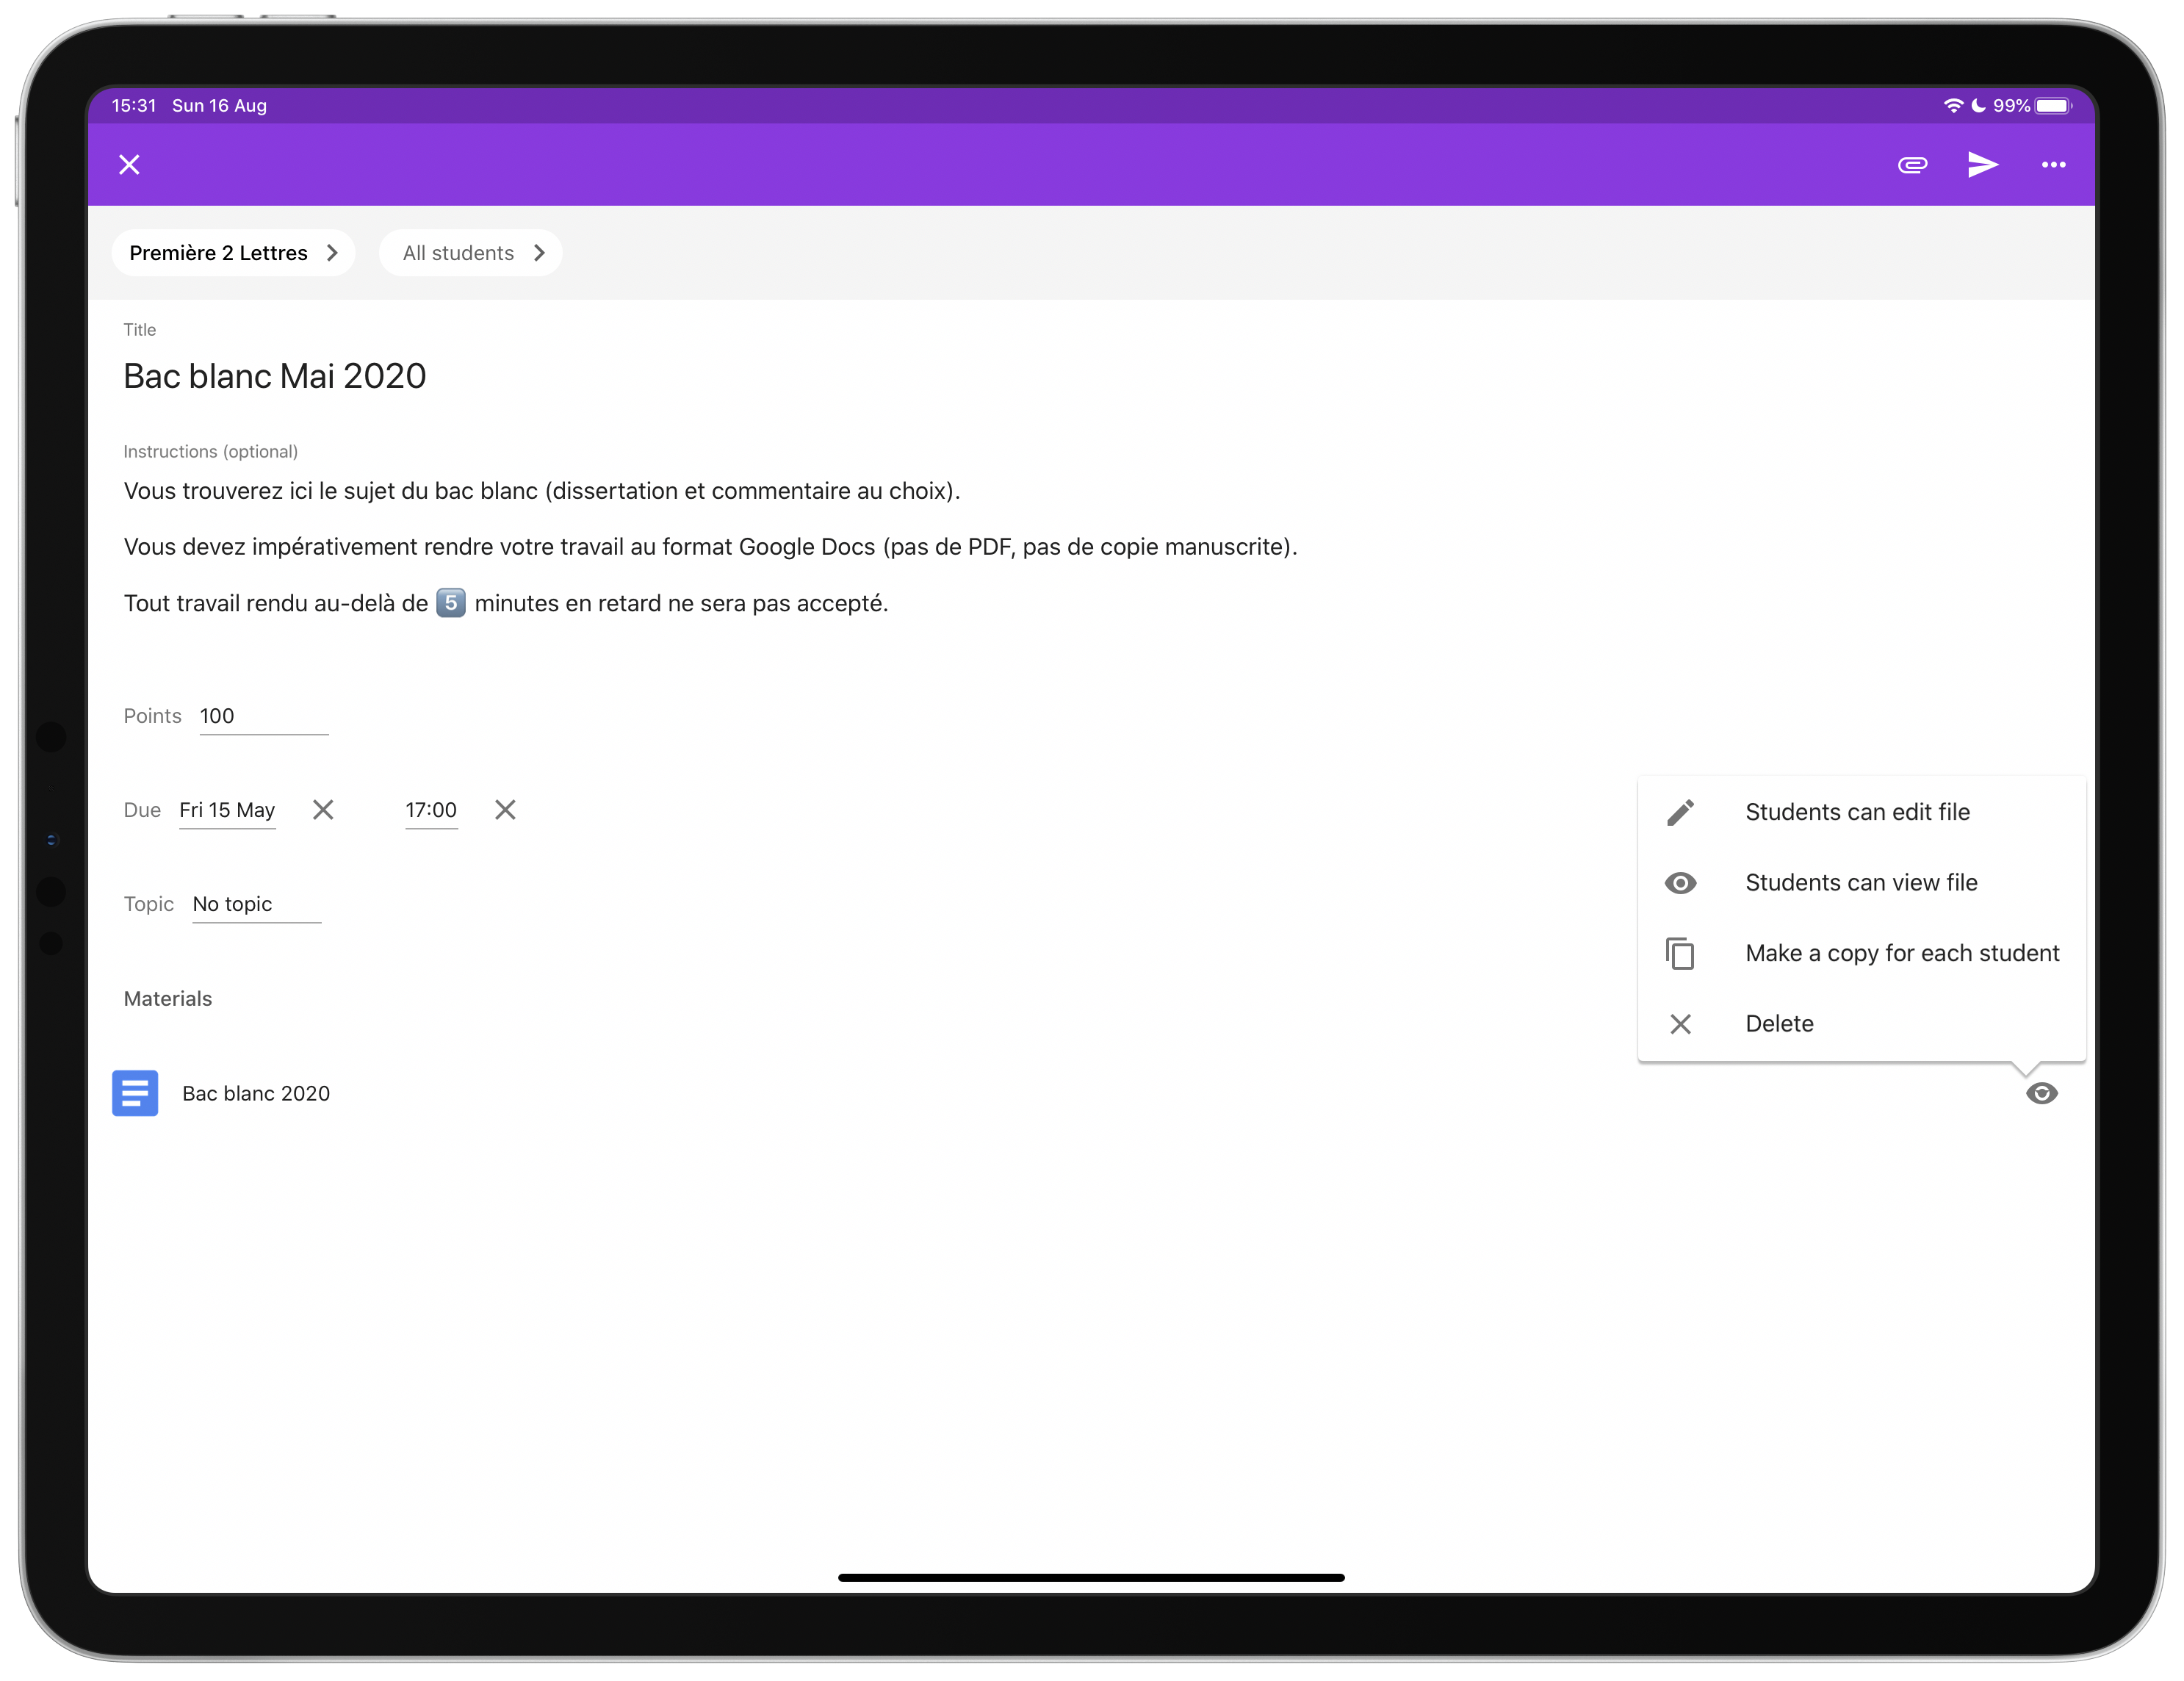 15:31 Sun 16 Aug 99%
Première 2 Lettres All students
Title
Bac blanc Mai 2020
Instructions (optional)
Vous trouverez ici le sujet du bac blanc (dissertation et commentaire au choix).
Vous devez impérativement rendre votre travail au format Google Docs (pas de PDF, pas de copie manuscrite).
Tout travail rendu au-delà de 5️⃣ minutes en retard ne sera pas accepté.
Points 100
Due Fri 15 May 17:00
Topic No topic
Materials
Bac blanc 2020
Students can edit file
Students can view file
Make a copy for each student
Delete